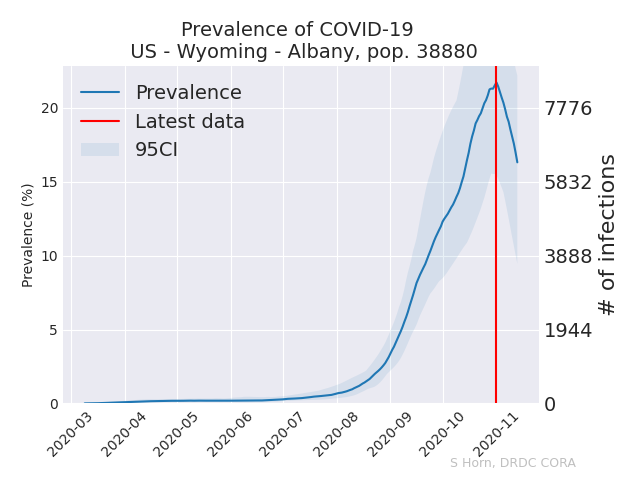 Prevalence of COVID-19
US - Wyoming - Albany, pop. 38880
Prevalence
Latest data
95CI
Prevalence (%)
20
15
10
5
0
7776
5832
3888
1944
0
# of infections
2020-03
2020-04
2020-05
2020-06
2020-07
2020-08
2020-09
2020-10
2020-11
S Horn, DRDC CORA